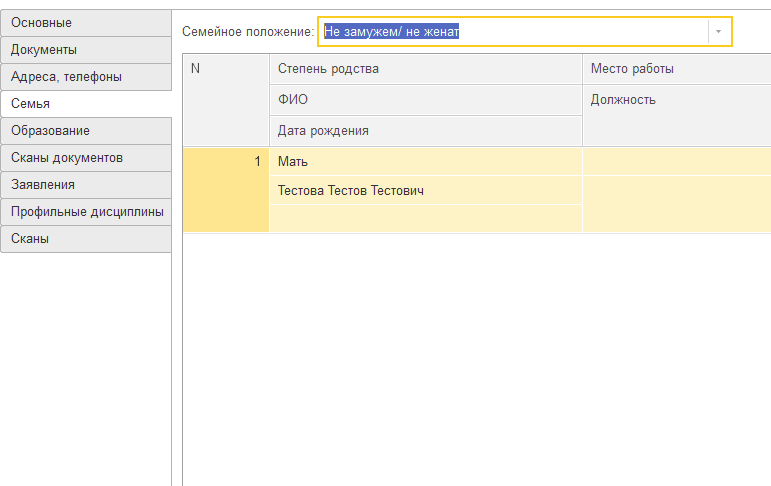 Основные
Документы
Адреса, телефоны
Семья
Образование
Сканы документов
Заявления
Профильные дисциплины
Сканы
Семейное положение: Не замужем/ не женат
N Степень родства Место работы
ФИО Должность
Дата рождения
1 Мать
Тестова Тестов Тестович